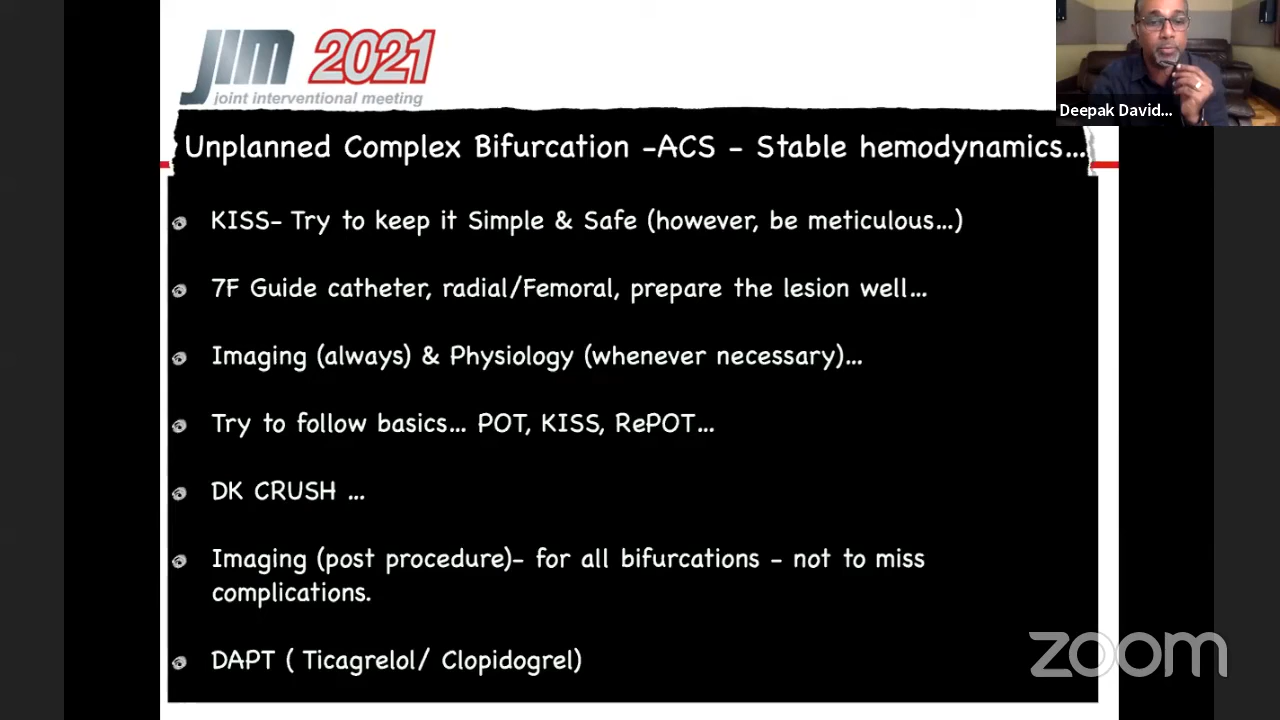 JIM 2021
joint interventional meeting
Deepak David...
Unplanned Complex Bifurcation -ACS - Stable hemodynamics...
KISS- Try to keep it Simple & Safe (however, be meticulous...)
7F Guide catheter, radial/Femoral, prepare the lesion well...
Imaging (always) & Physiology (whenever necessary)...
Try to follow basics... POT, KISS, RePOT...
DK CRUSH ...
Imaging (post procedure)- for all bifurcations - not to miss
complications.
DAPT ( Ticagrelol/ Clopidogrel)
zoom